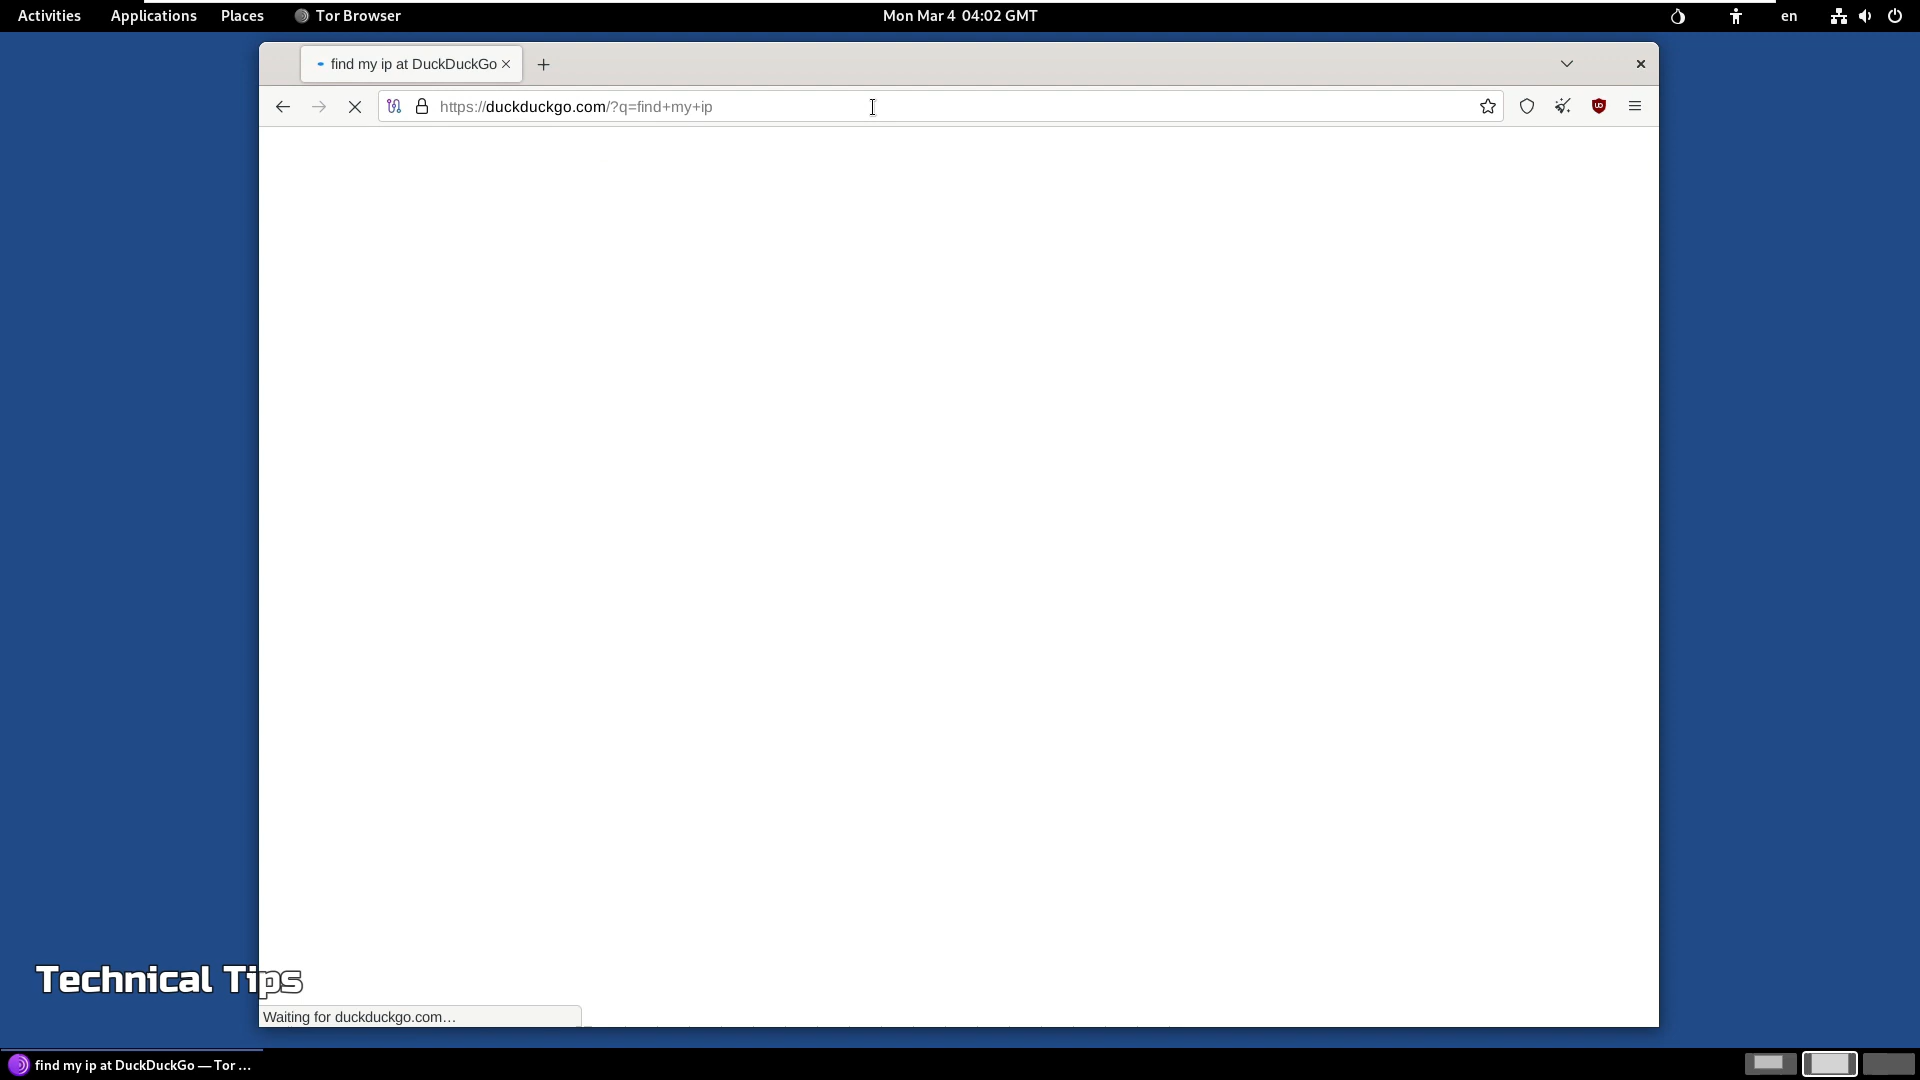 Activities Applications Places Tor Browser Mon Mar 4 04:02 GMT en
find my ip at DuckDuckGo
https://duckduckgo.com/?q=find+my+ip
Technical Tips
Waiting for duckduckgo.com…
find my ip at DuckDuckGo — Tor ...